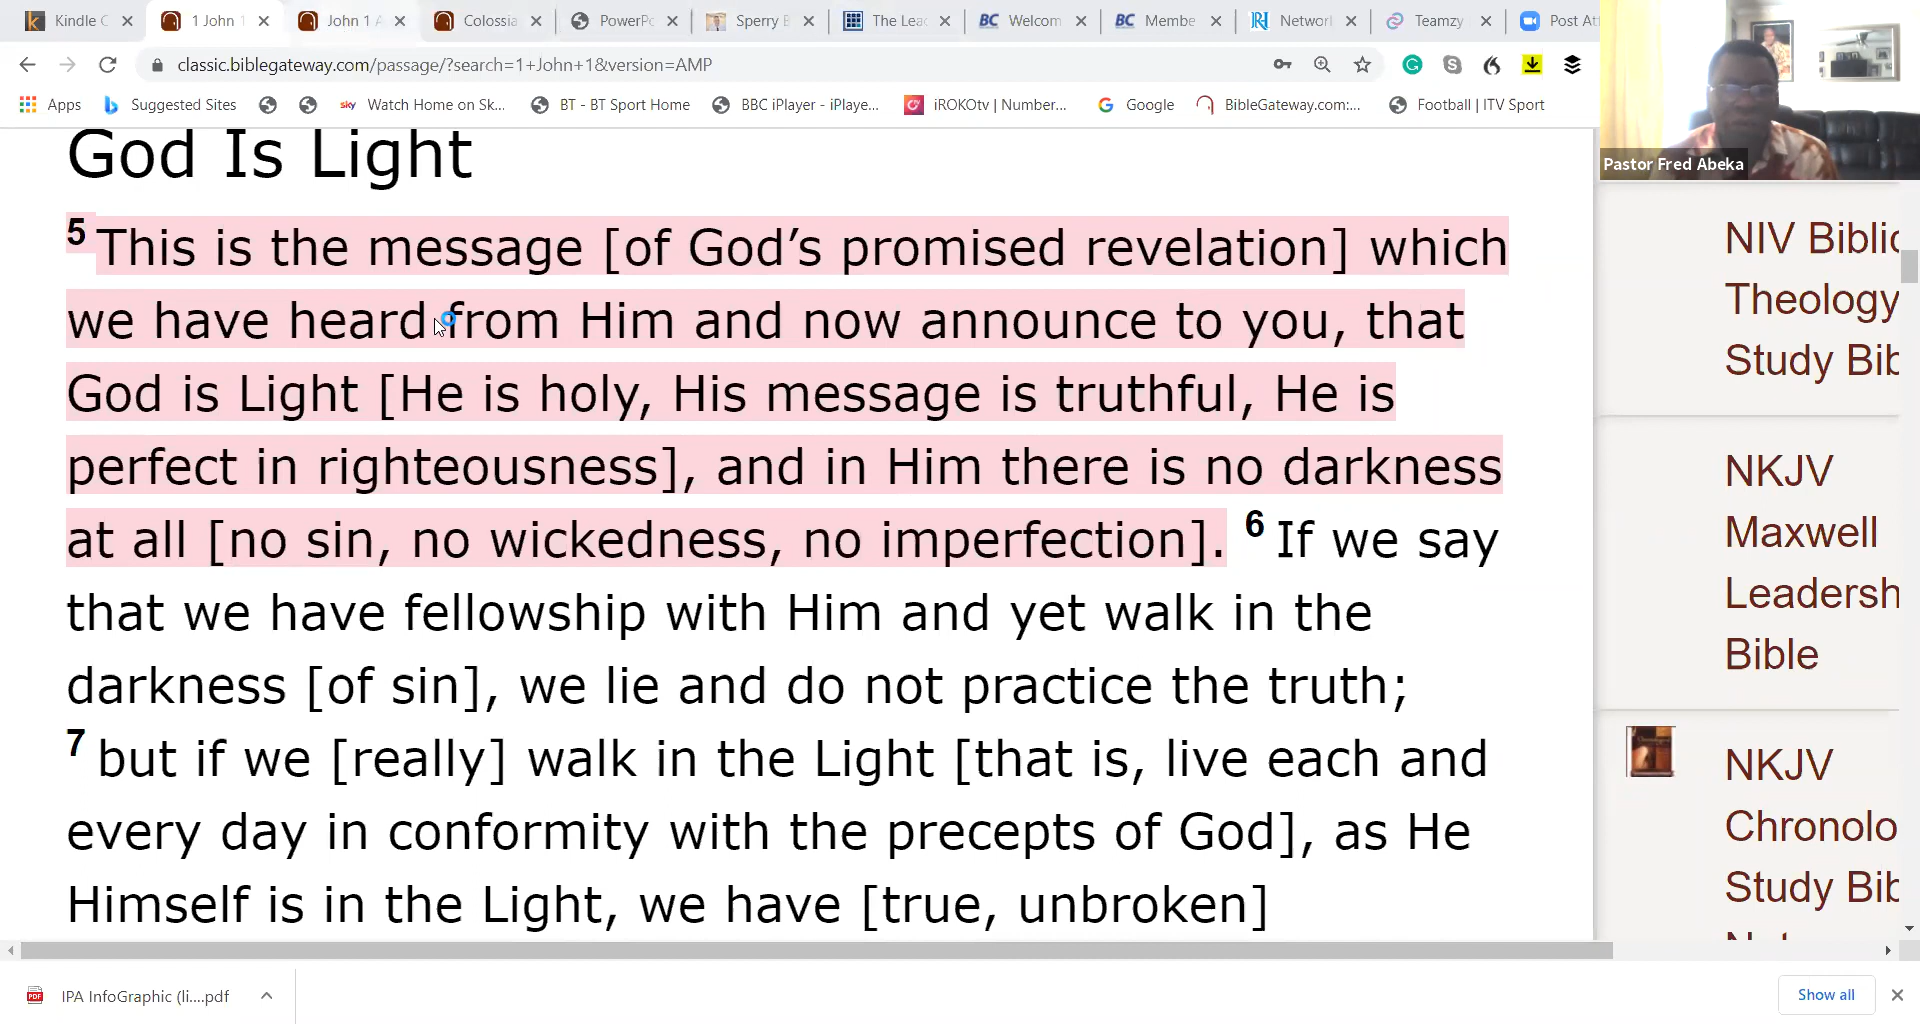 Kindle C
1 John 1
John 1 A
Colossia
PowerPo
Sperry B
The Lea
BC Welcom
BC Membe
Network
Teamzy
Post At
classic.biblegateway.com/passage/?search=1+John+1&version=AMP
Apps
Suggested Sites
sky Watch Home on Sk...
BT - BT Sport Home
BBC iPlayer - iPlaye...
iROKOtv | Number...
Google
BibleGateway.com:...
Football | ITV Sport
Pastor Fred Abeka
God Is Light
5 This is the message [of God’s promised revelation] which
we have heard from Him and now announce to you, that
God is Light [He is holy, His message is truthful, He is
perfect in righteousness], and in Him there is no darkness
at all [no sin, no wickedness, no imperfection]. 6 If we say
that we have fellowship with Him and yet walk in the
darkness [of sin], we lie and do not practice the truth;
7 but if we [really] walk in the Light [that is, live each and
every day in conformity with the precepts of God], as He
Himself is in the Light, we have [true, unbroken]
NIV Biblic
Theology
Study Bib
NKJV
Maxwell
Leadersh
Bible
NKJV
Chronolo
Study Bib
IPA InfoGraphic (li....pdf
Show all